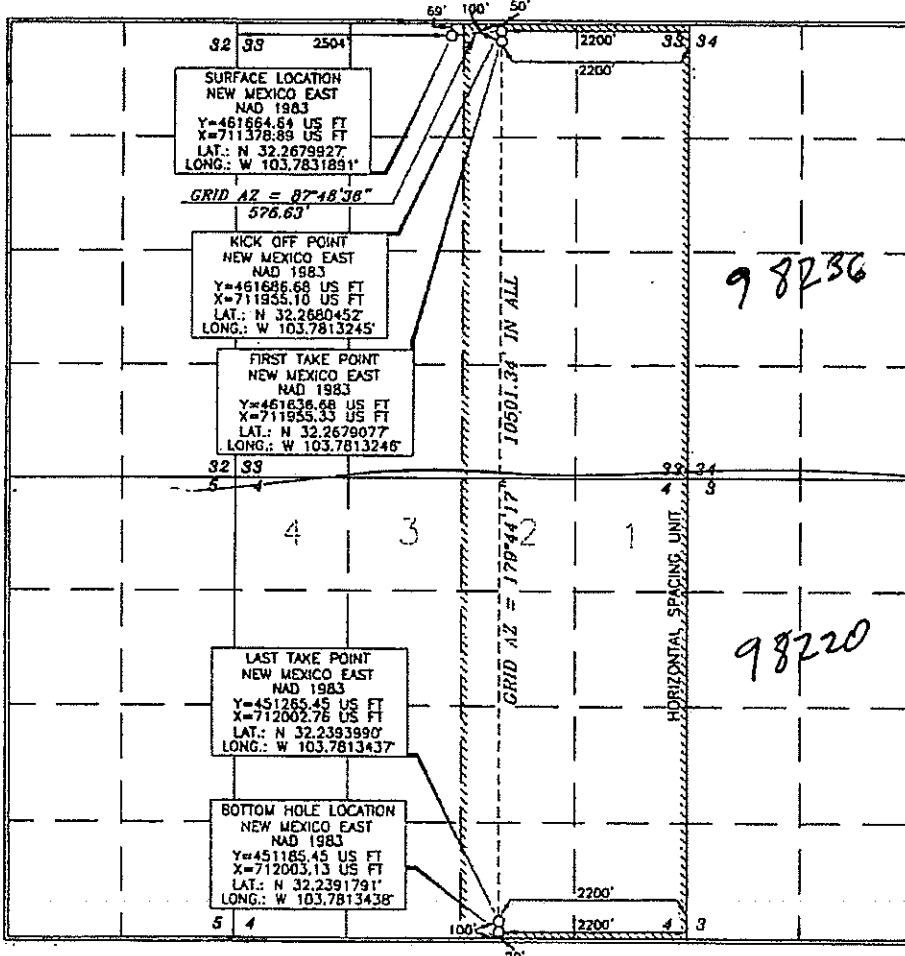 69' 100' 50'
32 33 2504' 2200' 33 34
2200'
SURFACE LOCATION
NEW MEXICO EAST
NAD 1983
Y=461664.64 US FT
X=711378.89 US FT
LAT.: N 32.2679927°
LONG.: W 103.7831891°
GRID AZ = 87°48'36"
576.63'
KICK OFF POINT
NEW MEXICO EAST
NAD 1983
Y=461686.68 US FT
X=711955.10 US FT
LAT.: N 32.2680452°
LONG.: W 103.7813245°
98236
FIRST TAKE POINT
NEW MEXICO EAST
NAD 1983
Y=461636.68 US FT
X=711955.33 US FT
LAT.: N 32.2679077°
LONG.: W 103.7813246°
10501.34' IN ALL
32 33 33 34
5 4 4 3
4 3 2 1
GRID AZ = 179°44'17"
HORIZONTAL SPACING UNIT
98220
LAST TAKE POINT
NEW MEXICO EAST
NAD 1983
Y=451265.45 US FT
X=712002.76 US FT
LAT.: N 32.2393990°
LONG.: W 103.7813437°
BOTTOM HOLE LOCATION
NEW MEXICO EAST
NAD 1983
Y=451185.45 US FT
X=712003.13 US FT
LAT.: N 32.2391791°
LONG.: W 103.7813438°
2200'
5 4 100' 2200' 4 3